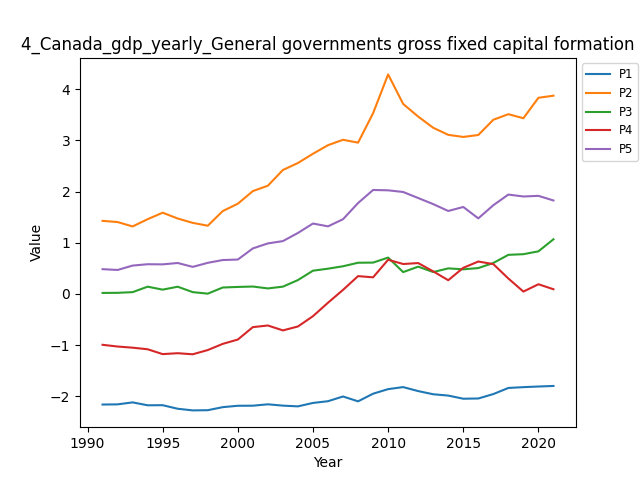 4_Canada_gdp_yearly_General governments gross fixed capital formation
P1
P2
P3
P4
P5
Value
4
3
2
1
0
−1
−2
1990 1995 2000 2005 2010 2015 2020
Year